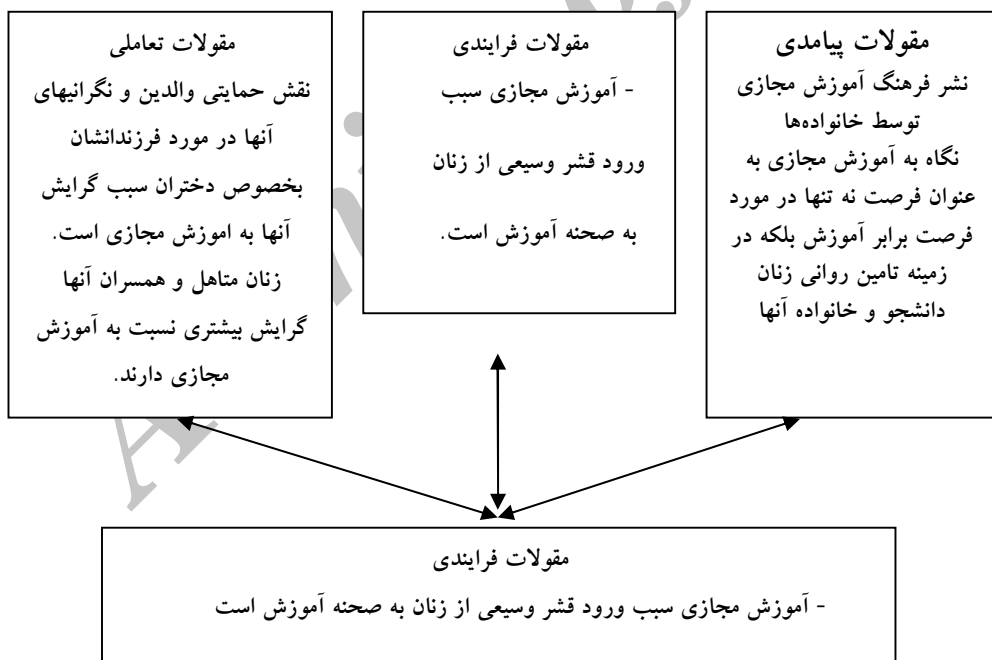 مقولات پیامدی
نشر فرهنگ آموزش مجازی
توسط خانواده‌ها
نگاه به آموزش مجازی به
عنوان فرصت نه تنها در مورد
فرصت برابر آموزش بلکه در
زمینه تامین روانی زنان
دانشجو و خانواده آنها
مقولات فرایندی
- آموزش مجازی سبب
ورود قشر وسیعی از زنان
به صحنه آموزش است.
مقولات تعاملی
نقش حمایتی والدین و نگرانیهای
آنها در مورد فرزندانشان
بخصوص دختران سبب گرایش
آنها به اموزش مجازی است.
زنان متاهل و همسران آنها
گرایش بیشتری نسبت به آموزش
مجازی دارند.
مقولات فرایندی
- آموزش مجازی سبب ورود قشر وسیعی از زنان به صحنه آموزش است